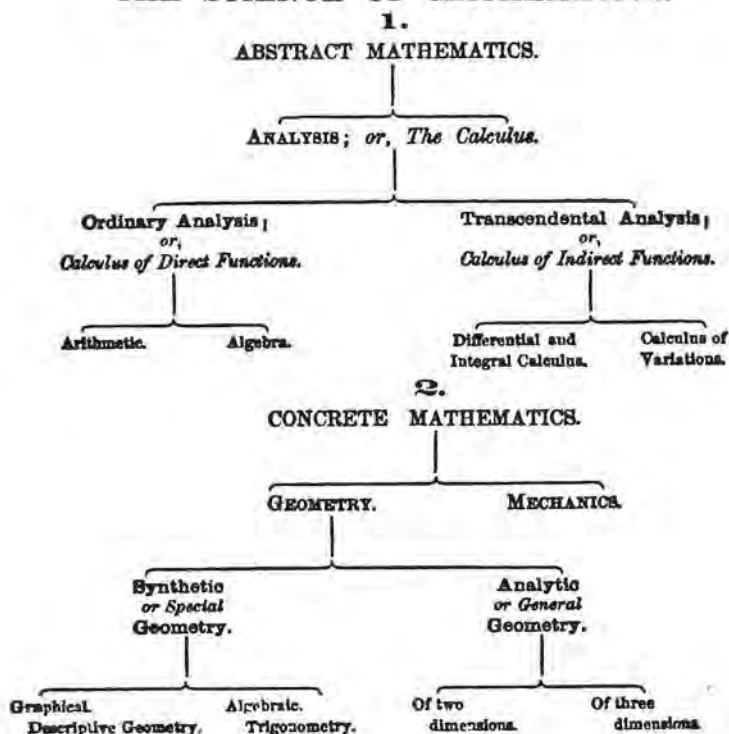 1.
ABSTRACT MATHEMATICS.
ANALYSIS; or, The Calculus.
Ordinary Analysis; Transcendental Analysis;
or, or,
Calculus of Direct Functions. Calculus of Indirect Functions.
Arithmetic. Algebra. Differential and Calculus of
Integral Calculus. Variations.
2.
CONCRETE MATHEMATICS.
GEOMETRY. MECHANICS.
Synthetic Analytic
or Special or General
Geometry. Geometry.
Graphical. Algebraic. Of two Of three
Descriptive Geometry. Trigonometry. dimensions. dimensions.